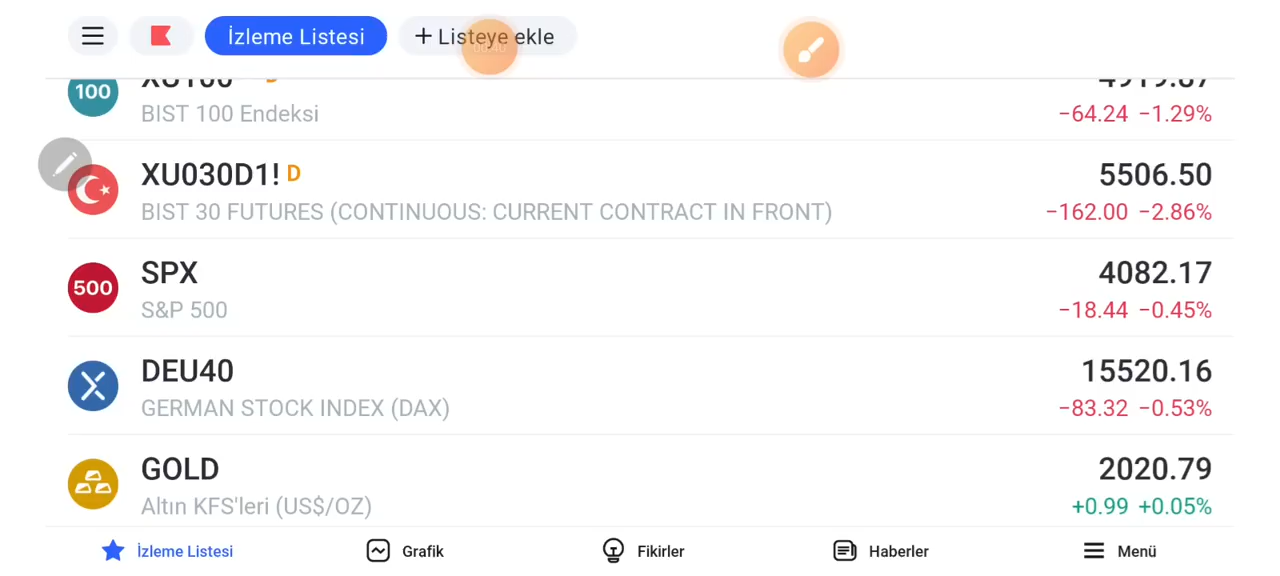 İzleme Listesi
+ Listeye ekle
100
XU100 D
4919.87
BIST 100 Endeksi
−64.24 −1.29%
XU030D1! D
5506.50
BIST 30 FUTURES (CONTINUOUS: CURRENT CONTRACT IN FRONT)
−162.00 −2.86%
500
SPX
4082.17
S&P 500
−18.44 −0.45%
DEU40
15520.16
GERMAN STOCK INDEX (DAX)
−83.32 −0.53%
GOLD
2020.79
Altın KFS'leri (US$/OZ)
+0.99 +0.05%
İzleme Listesi
Grafik
Fikirler
Haberler
Menü